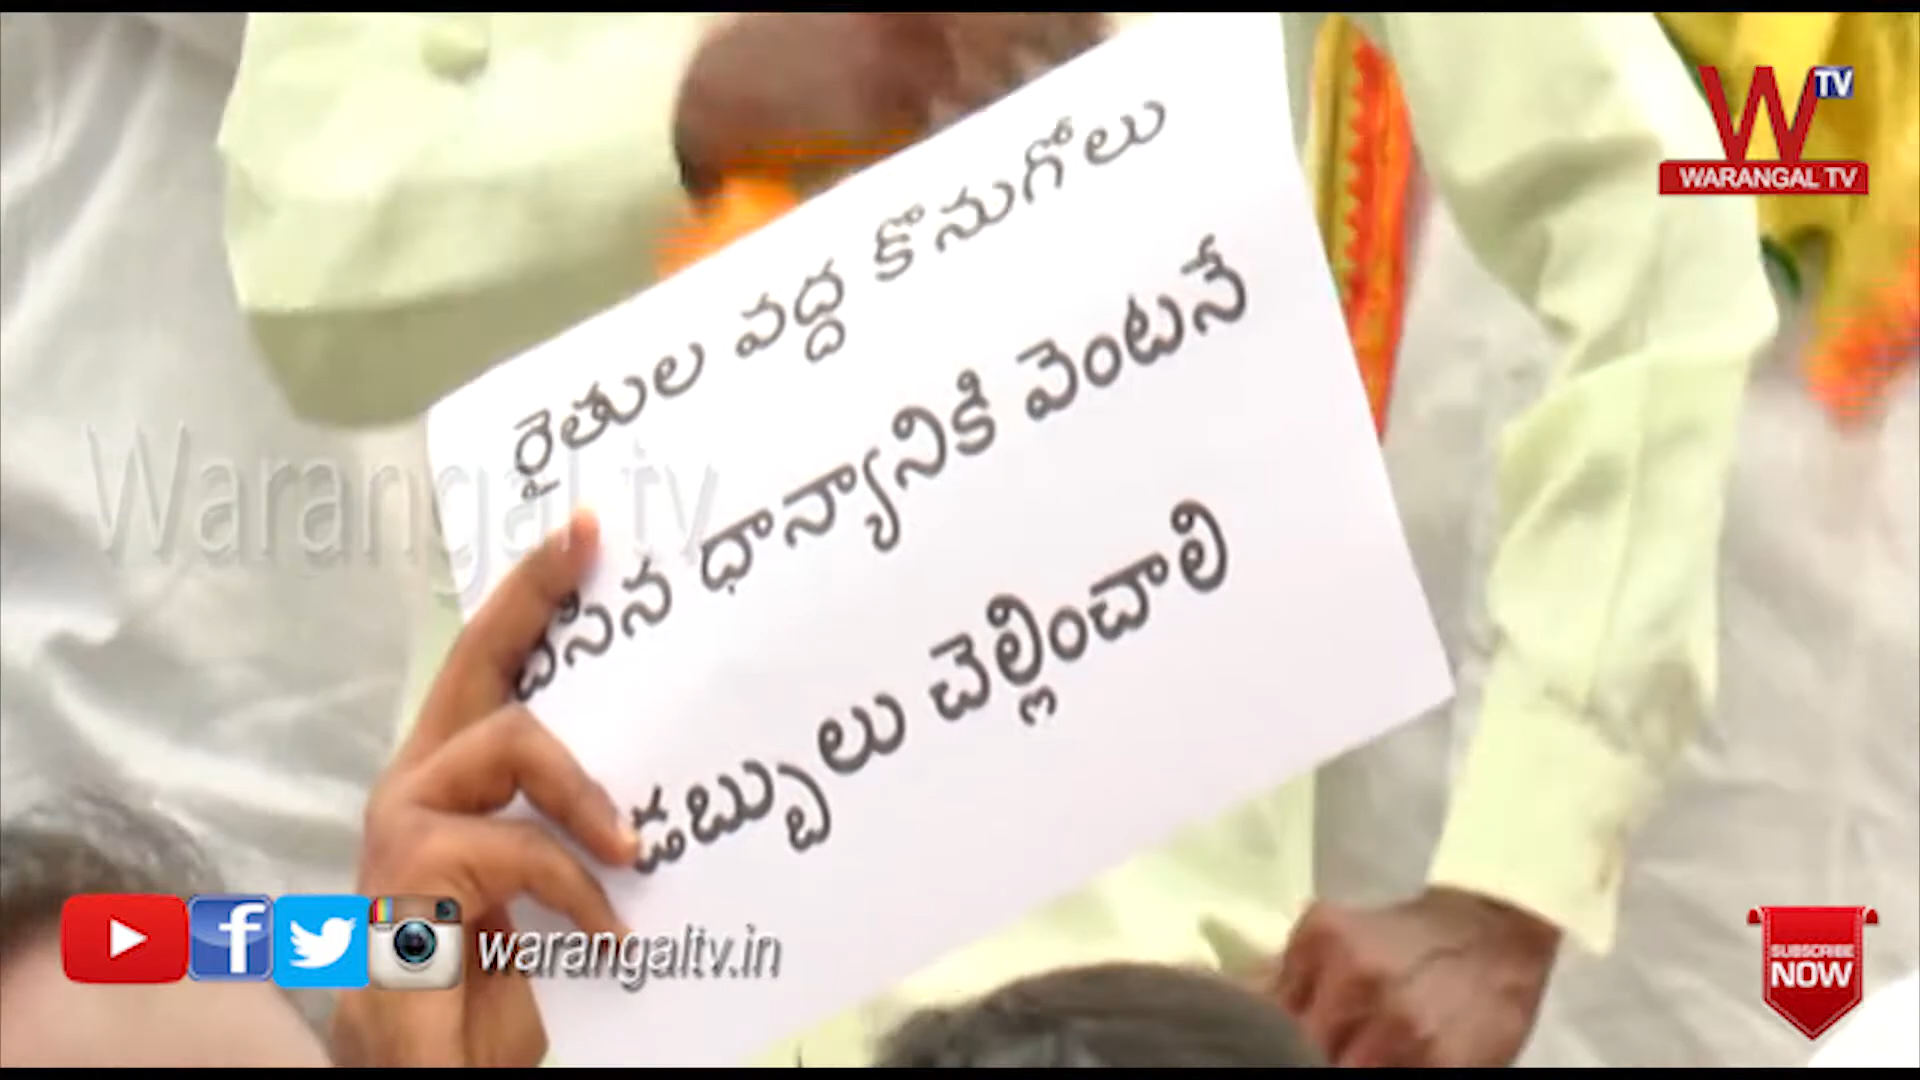 TV
WARANGAL TV
రైతుల వద్ద కొనుగోలు
చేసిన ధాన్యానికి వెంటనే
డబ్బులు చెల్లించాలి
Warangal tv
warangaltv.in
SUBSCRIBE
NOW